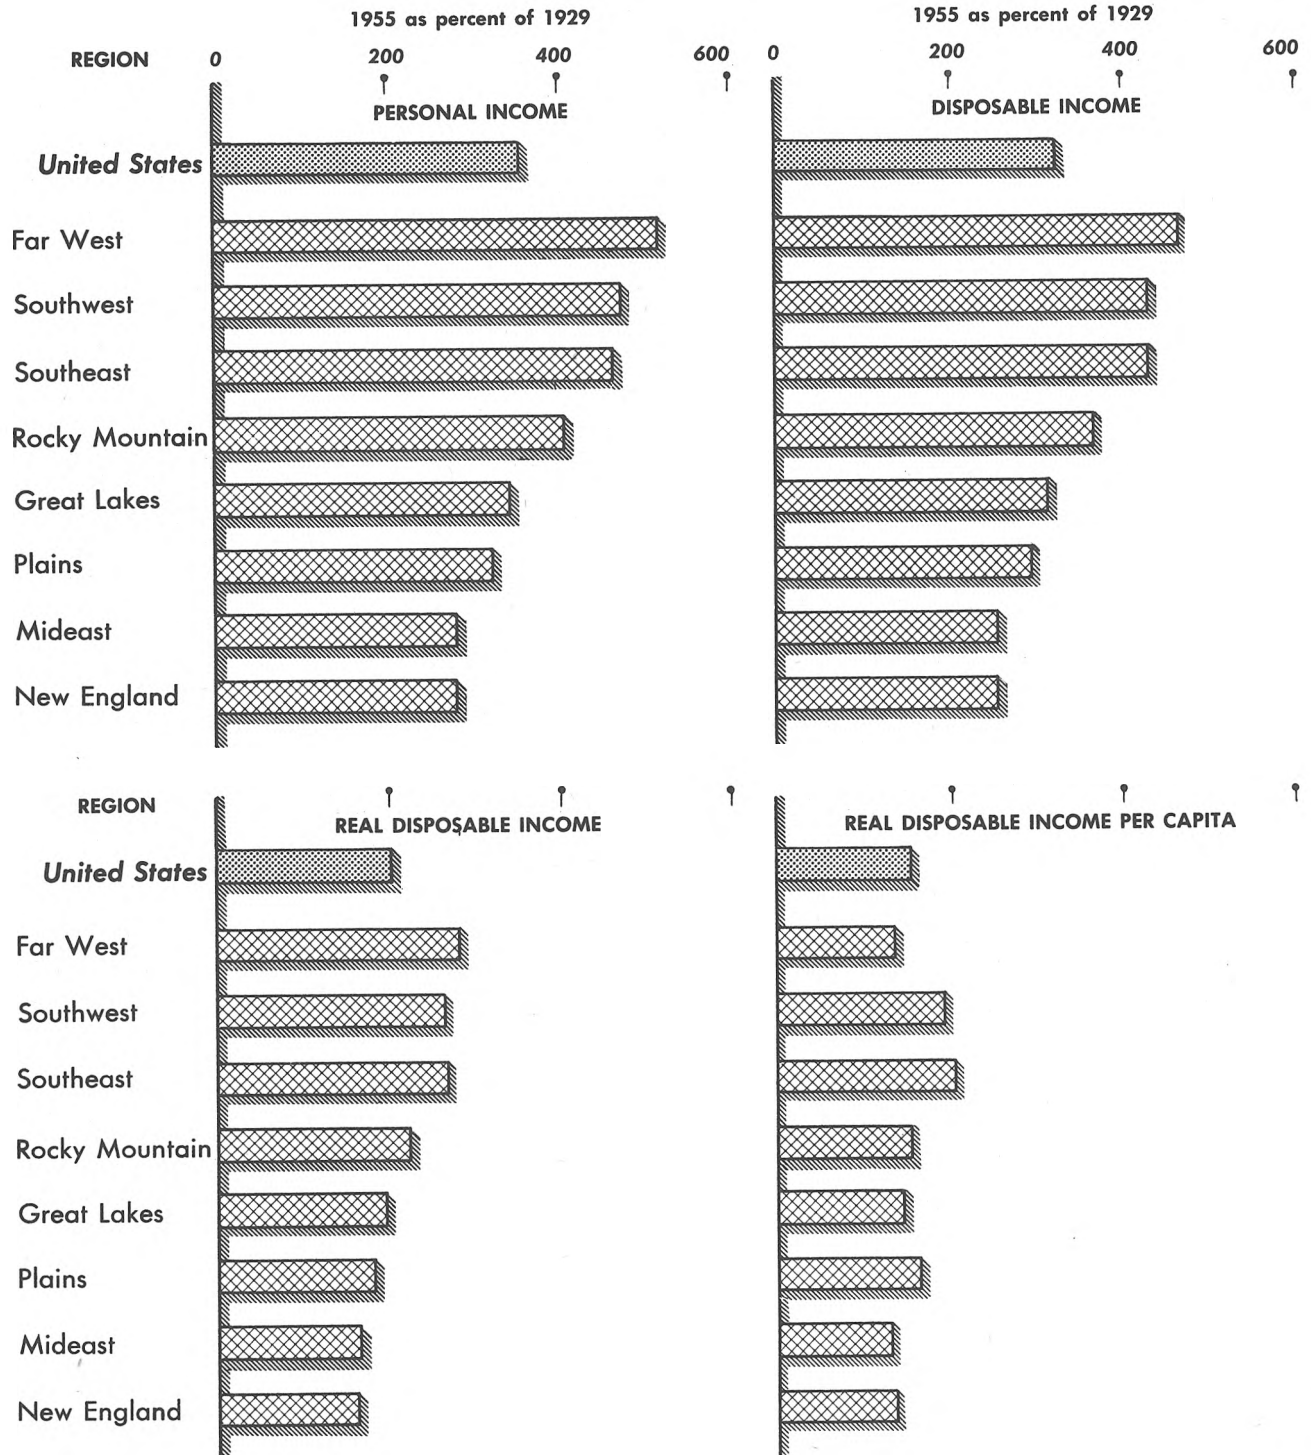 1955 as percent of 1929
1955 as percent of 1929
REGION 0 200 400 600 0 200 400 600
PERSONAL INCOME DISPOSABLE INCOME
United States
Far West
Southwest
Southeast
Rocky Mountain
Great Lakes
Plains
Mideast
New England
REGION
REAL DISPOSABLE INCOME REAL DISPOSABLE INCOME PER CAPITA
United States
Far West
Southwest
Southeast
Rocky Mountain
Great Lakes
Plains
Mideast
New England